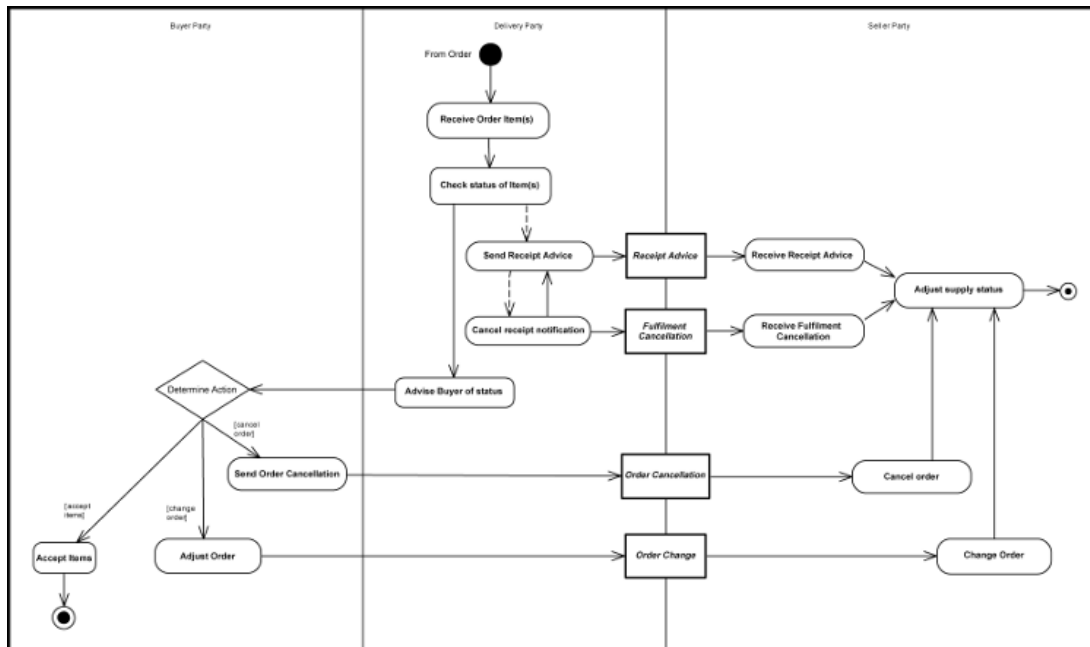 Buyer Party
Delivery Party
Seller Party
From Order
Receive Order Item(s)
Check status of Item(s)
Send Receipt Advice
Receipt Advice
Receive Receipt Advice
Adjust supply status
Cancel receipt notification
Fulfilment
Cancellation
Receive Fulfilment
Cancellation
Determine Action
Advise Buyer of status
[cancel
order]
Send Order Cancellation
Order Cancellation
Cancel order
[accept
items]
[change
order]
Accept Items
Adjust Order
Order Change
Change Order